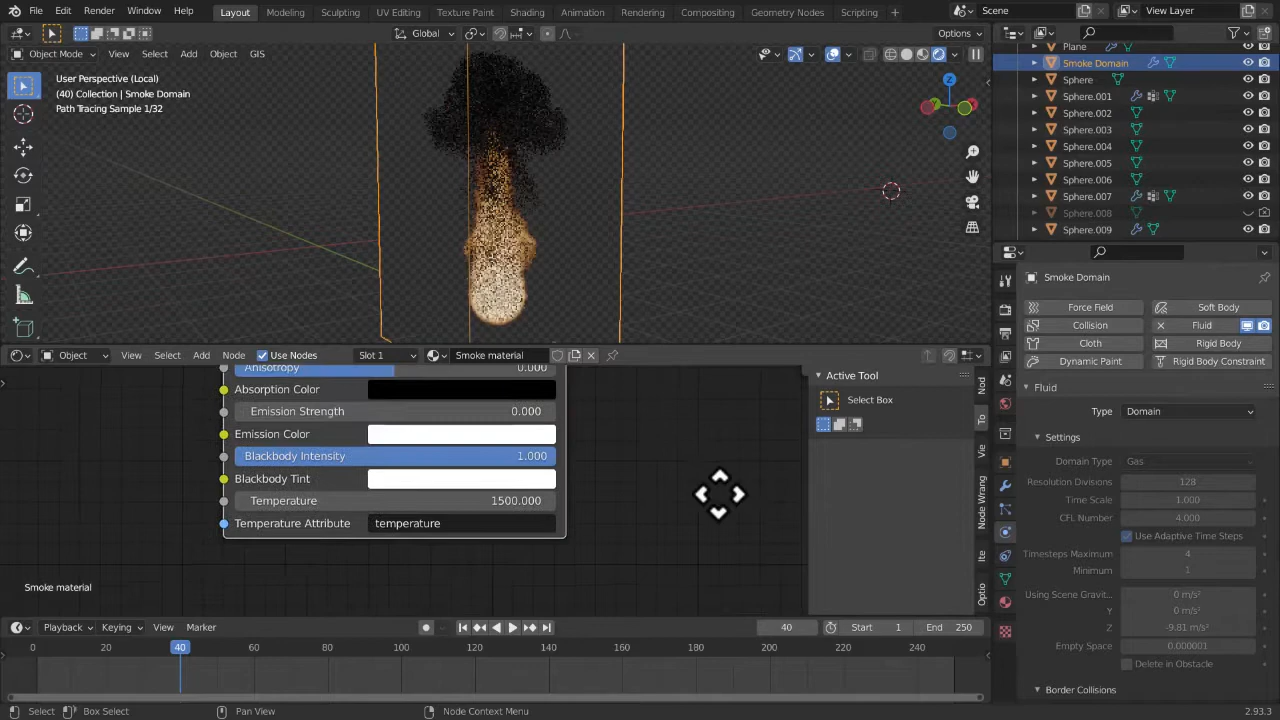 File Edit Render Window Help Layout Modeling Sculpting UV Editing Texture Paint Shading Animation Rendering Compositing Geometry Nodes Scripting + Scene View Layer
Global Options
Object Mode View Select Add Object GIS
User Perspective (Local)
(40) Collection | Smoke Domain
Path Tracing Sample 1/32
Z
Plane
Smoke Domain
Sphere
Sphere.001
Sphere.002
Sphere.003
Sphere.004
Sphere.005
Sphere.006
Sphere.007
Sphere.008
Sphere.009
Smoke Domain
Force Field Soft Body
Collision Fluid
Cloth Rigid Body
Dynamic Paint Rigid Body Constraint
Fluid
Type Domain
Settings
Domain Type Gas
Resolution Divisions 128
Time Scale 1.000
CFL Number 4.000
Use Adaptive Time Steps
Timesteps Maximum 4
Minimum 1
Using Scene Gravit.. 0 m/s²
Y 0 m/s²
Z -9.81 m/s²
Empty Space 0.000001
Delete in Obstacle
Border Collisions
Object View Select Add Node Use Nodes Slot 1 Smoke material
Anisotropy 0.000
Absorption Color
Emission Strength 0.000
Emission Color
Blackbody Intensity 1.000
Blackbody Tint
Temperature 1500.000
Temperature Attribute temperature
Smoke material
Active Tool
Select Box
Nod
To
Vie
Node Wrang
Ite
Optio
Playback Keying View Marker 40 Start 1 End 250
0 20 40 60 80 100 120 140 160 180 200 220 240
Select Box Select Pan View Node Context Menu 2.93.3